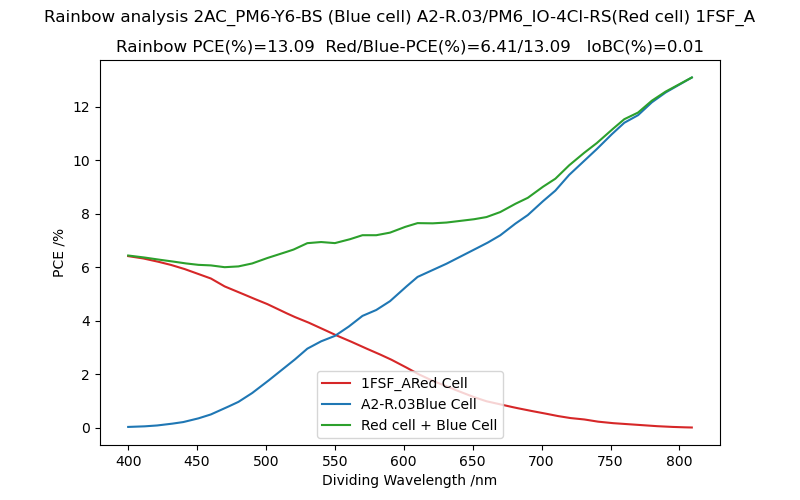 Rainbow analysis 2AC_PM6-Y6-BS (Blue cell) A2-R.03/PM6_IO-4Cl-RS(Red cell) 1FSF_A
Rainbow PCE(%)=13.09 Red/Blue-PCE(%)=6.41/13.09 IoBC(%)=0.01
PCE /%
12
10
8
6
4
2
0
1FSF_ARed Cell
A2-R.03Blue Cell
Red cell + Blue Cell
400 450 500 550 600 650 700 750 800
Dividing Wavelength /nm